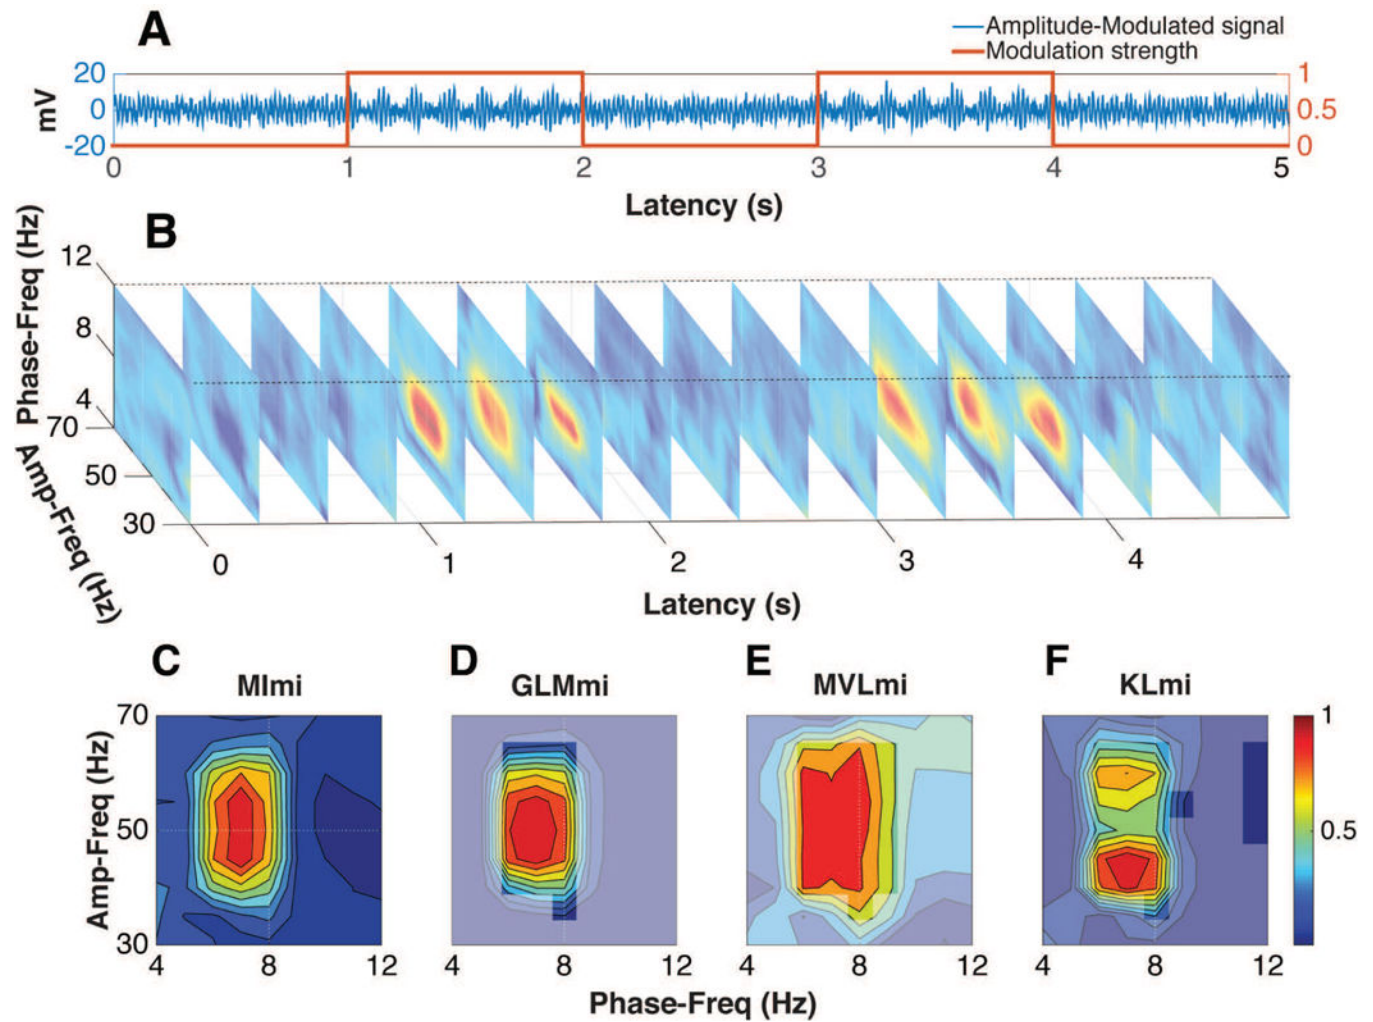 A
Amplitude-Modulated signal
Modulation strength
mV
20
0
-20
1
0.5
0
0 1 2 3 4 5
Latency (s)
B
Phase-Freq (Hz)
12
8
4
Amp-Freq (Hz)
70
50
30
0 1 2 3 4
Latency (s)
C MImi
D GLMmi
E MVLmi
F KLmi
Amp-Freq (Hz)
70
50
30
4 8 12
4 8 12
4 8 12
4 8 12
1
0.5
Phase-Freq (Hz)